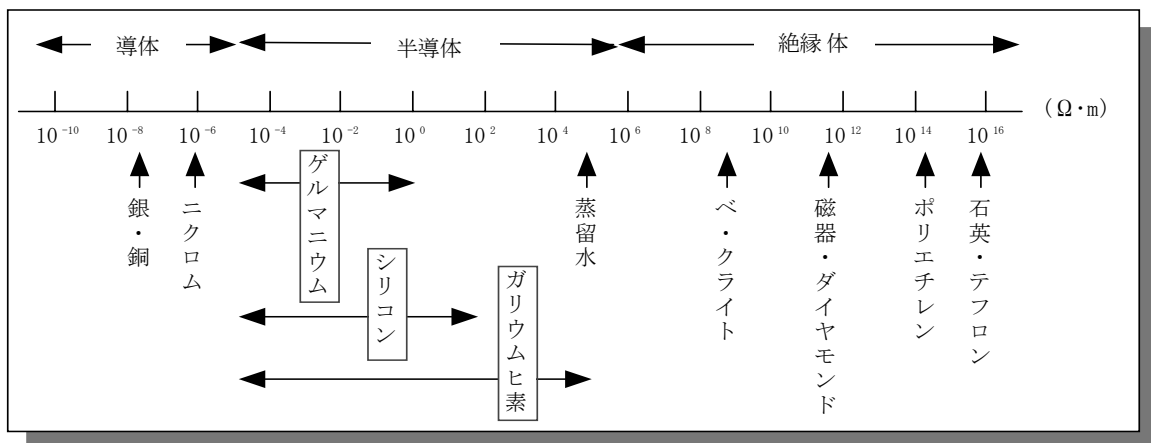 導体
半導体
絶縁体
10⁻¹⁰ 10⁻⁸ 10⁻⁶ 10⁻⁴ 10⁻² 10⁰ 10² 10⁴ 10⁶ 10⁸ 10¹⁰ 10¹² 10¹⁴ 10¹⁶ (Ω・m)
銀・銅
ニクロム
ゲルマニウム
シリコン
ガリウムヒ素
蒸留水
ベ・クライト
磁器・ダイヤモンド
ポリエチレン
石英・テフロン